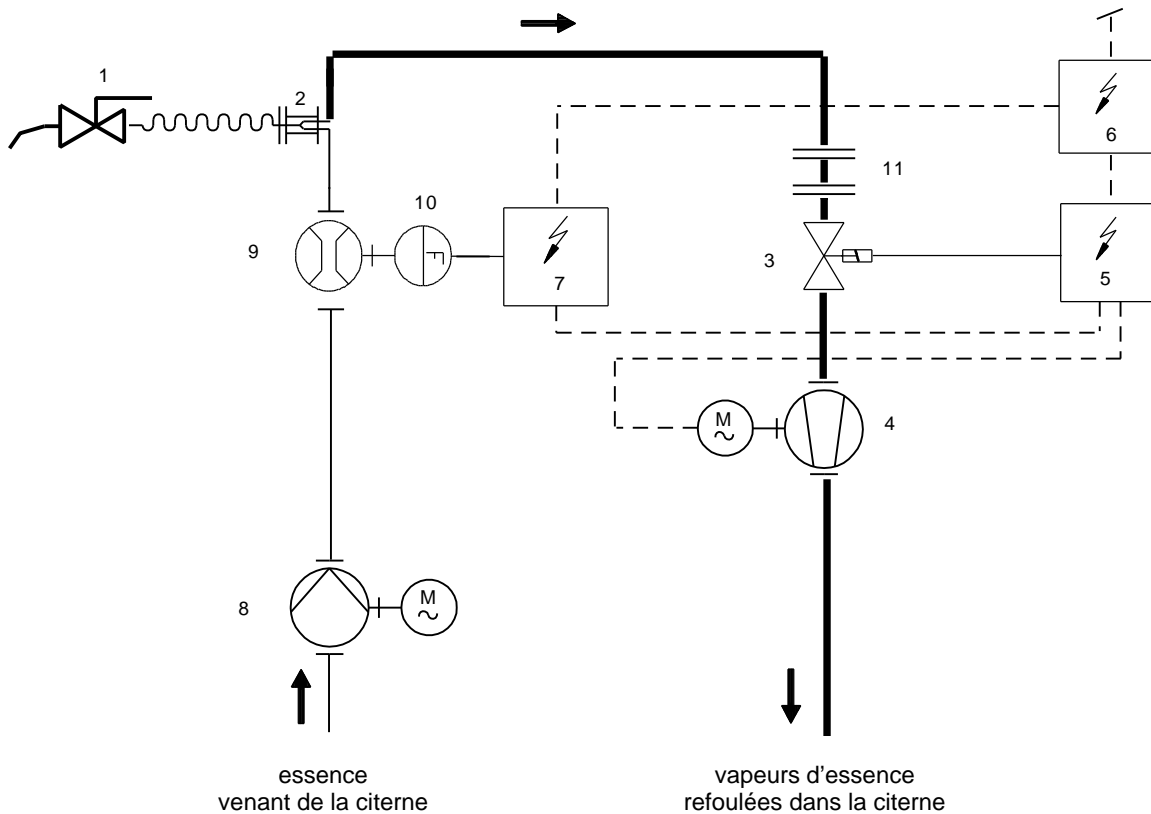 1
2
6
11
10
9
7
3
5
M
~
4
8
M
~
F
essence
venant de la citerne
vapeurs d'essence
refoulées dans la citerne